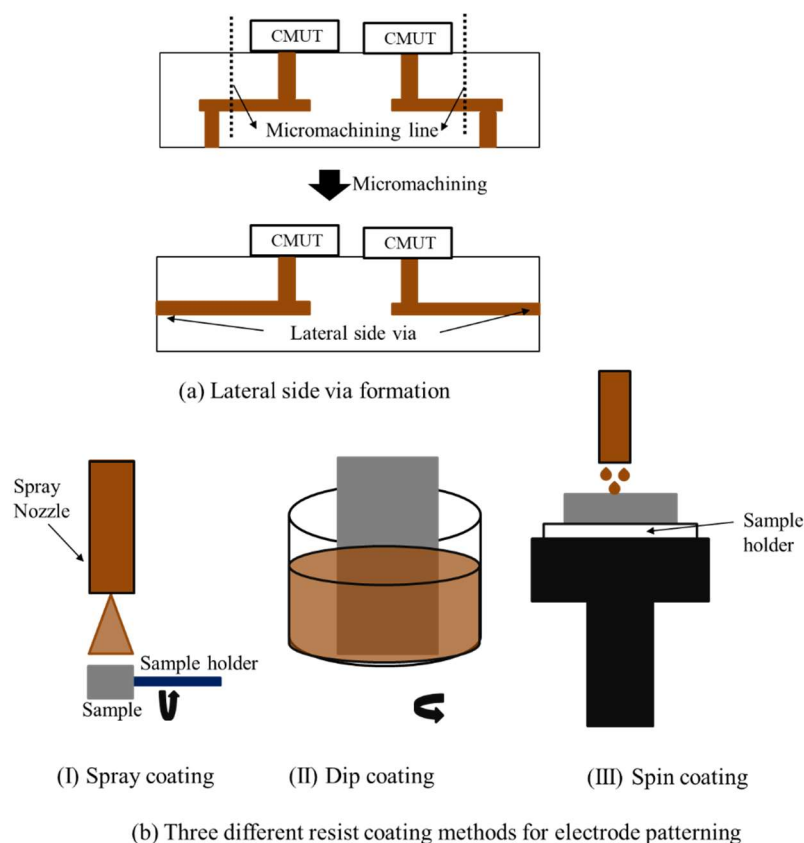 CMUT CMUT
Micromachining line
Micromachining
CMUT CMUT
Lateral side via
(a) Lateral side via formation
Spray
Nozzle
Sample holder
Sample
Sample
holder
(I) Spray coating
(II) Dip coating
(III) Spin coating
(b) Three different resist coating methods for electrode patterning